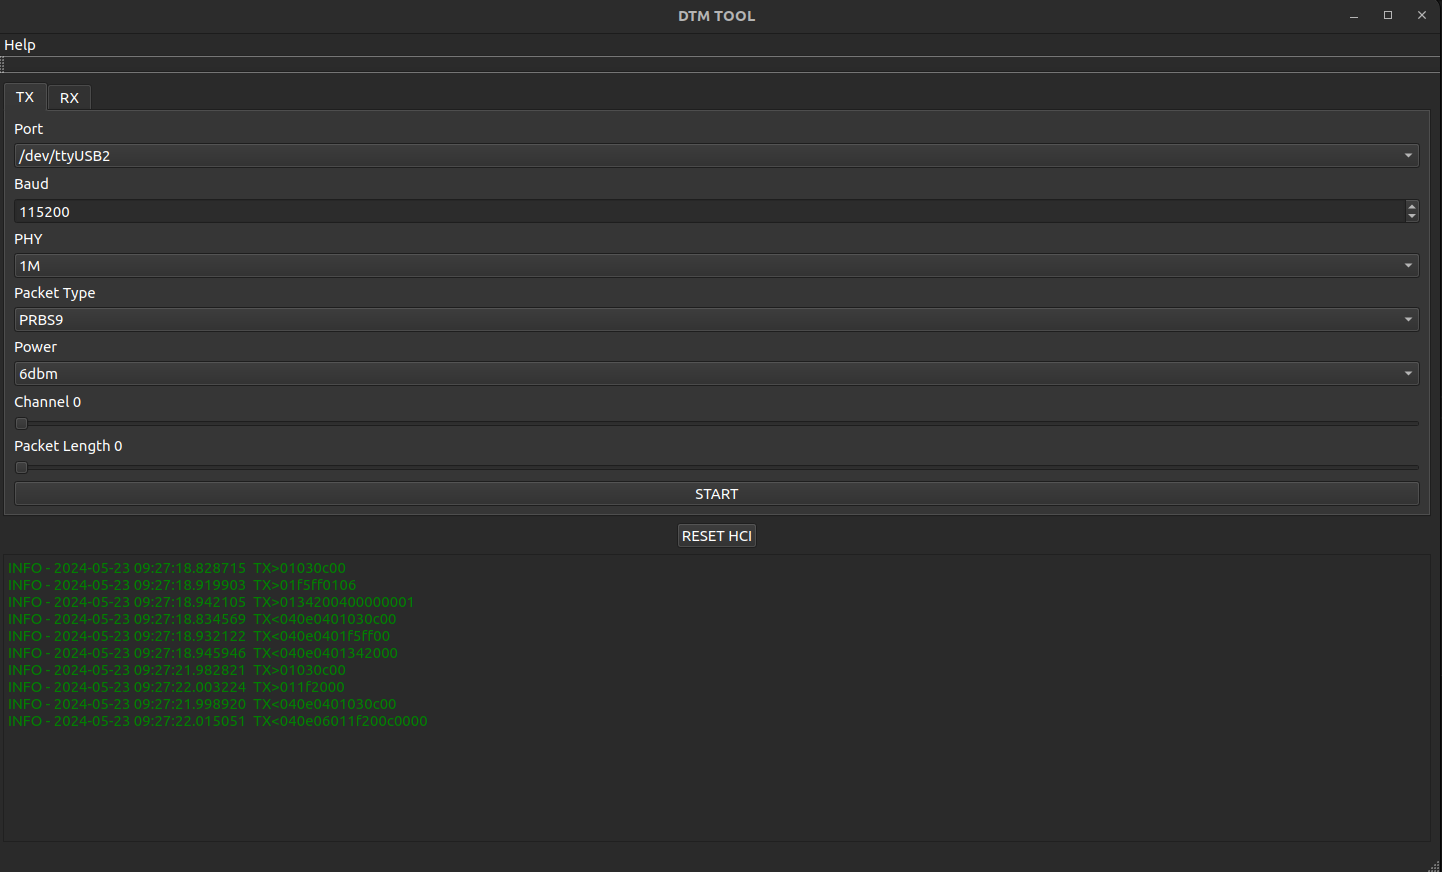 DTM TOOL
Help
TX RX
Port
/dev/ttyUSB2
Baud
115200
PHY
1M
Packet Type
PRBS9
Power
6dbm
Channel 0
Packet Length 0
START
RESET HCI
INFO - 2024-05-23 09:27:18.828715 TX>01030c00
INFO - 2024-05-23 09:27:18.919903 TX>01f5ff0106
INFO - 2024-05-23 09:27:18.942105 TX>0134200400000001
INFO - 2024-05-23 09:27:18.834569 TX<040e0401030c00
INFO - 2024-05-23 09:27:18.932122 TX<040e0401f5ff00
INFO - 2024-05-23 09:27:18.945946 TX<040e0401342000
INFO - 2024-05-23 09:27:21.982821 TX>01030c00
INFO - 2024-05-23 09:27:22.003224 TX>011f2000
INFO - 2024-05-23 09:27:21.998920 TX<040e0401030c00
INFO - 2024-05-23 09:27:22.015051 TX<040e06011f200c0000